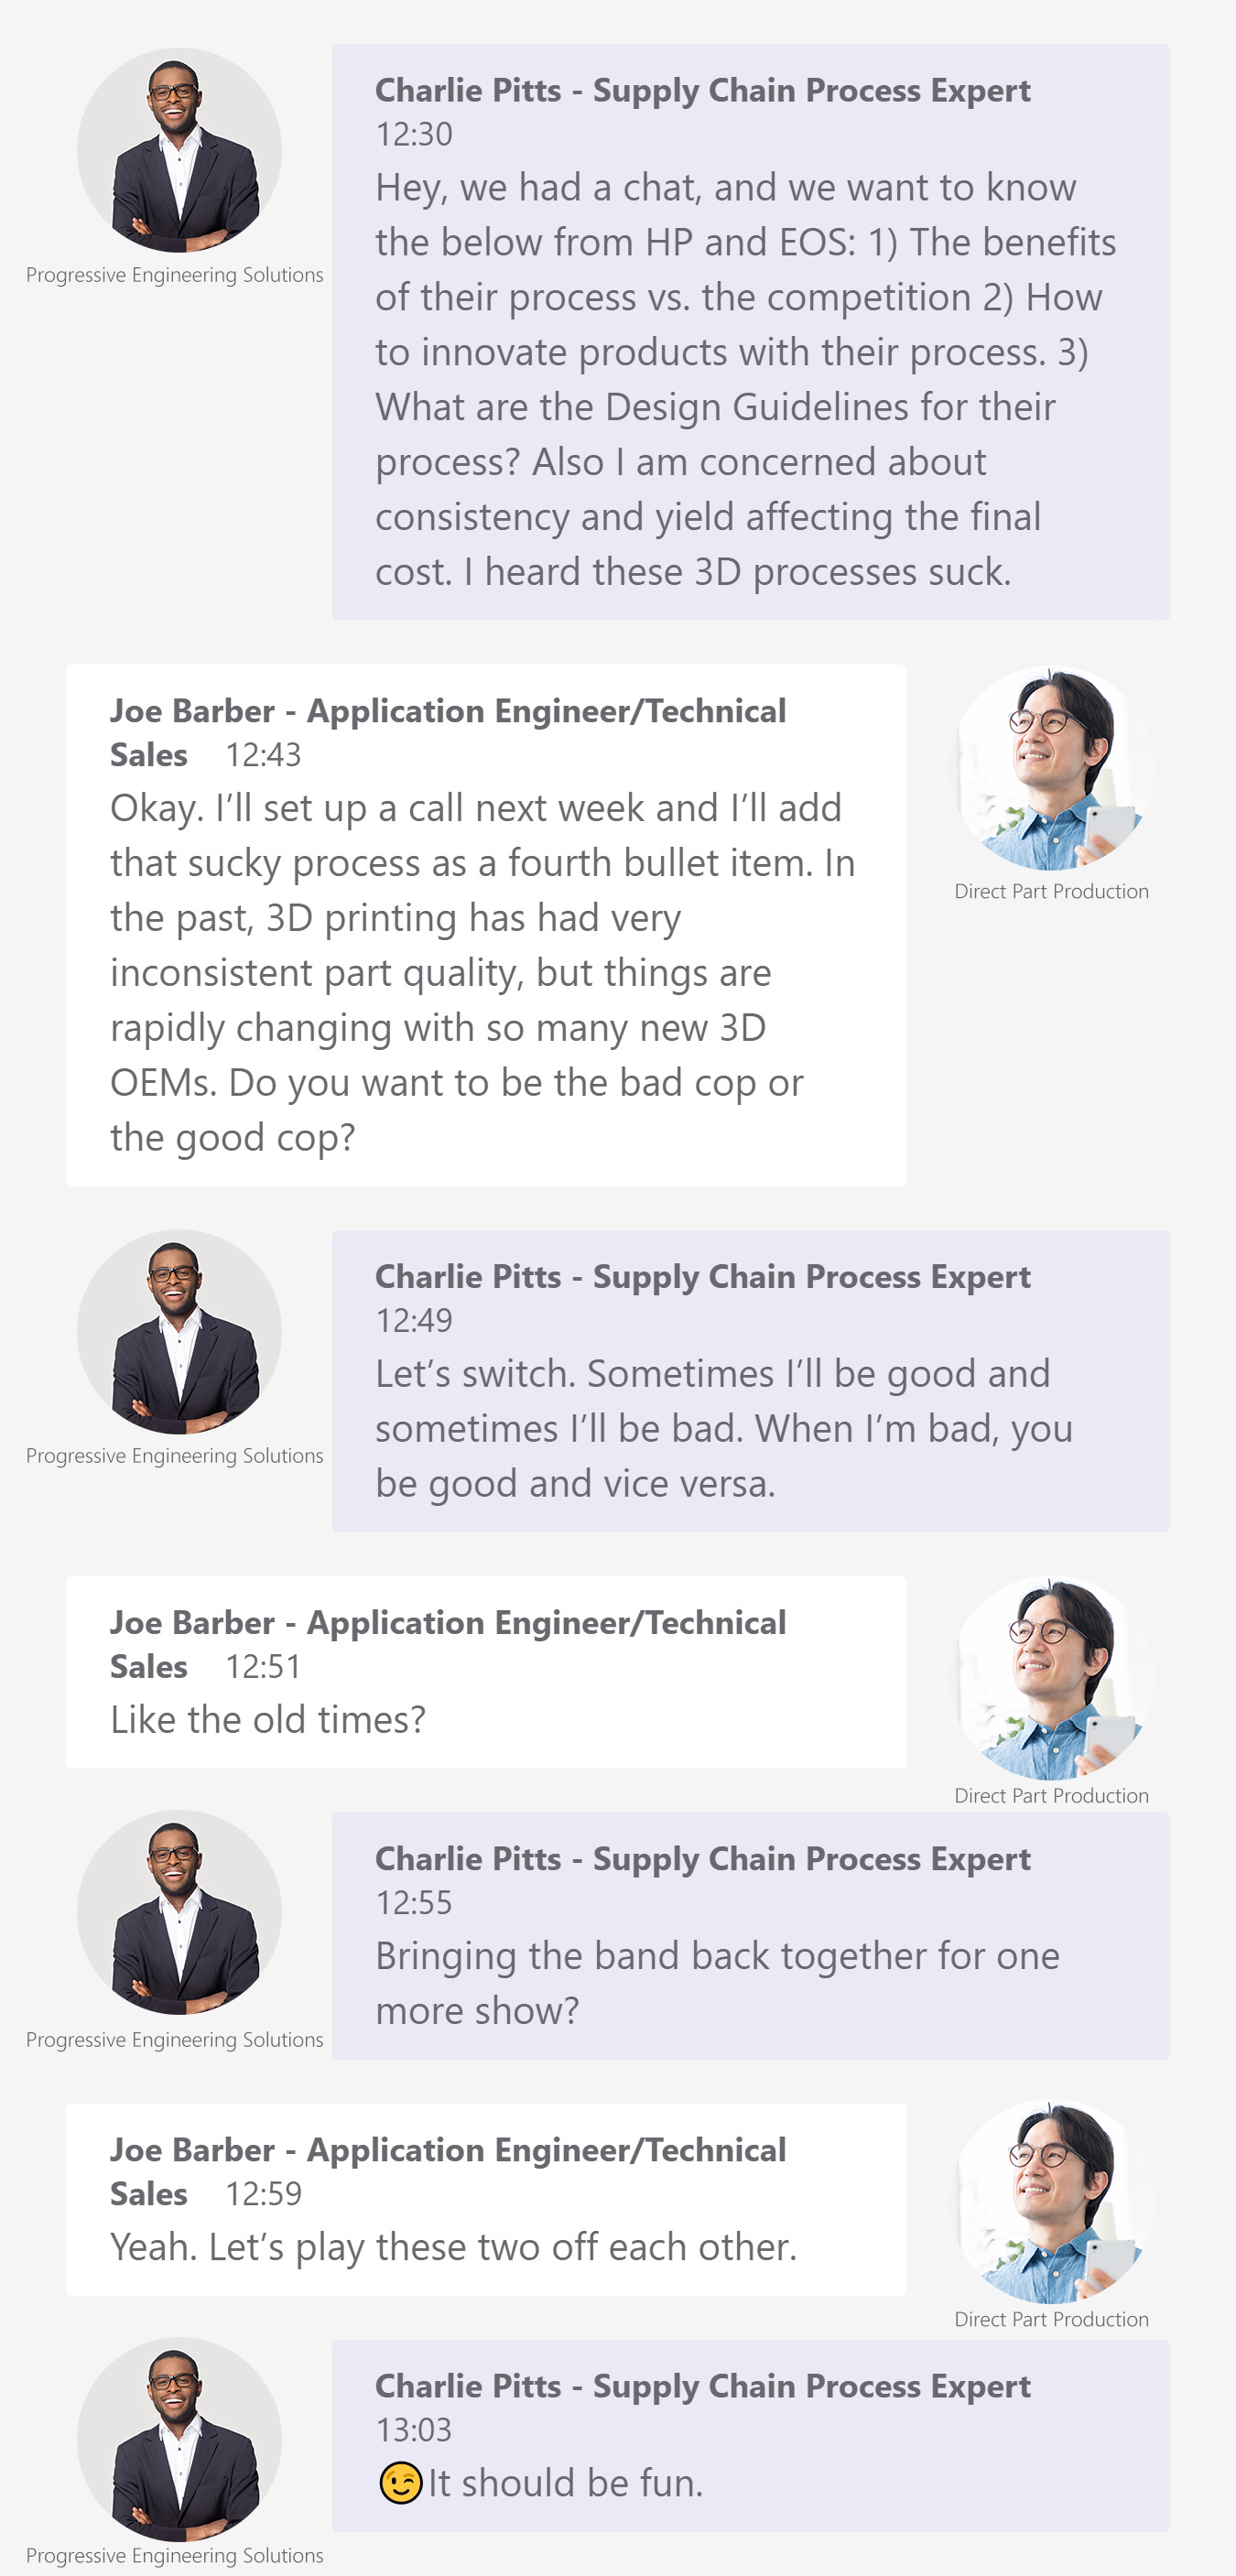 Charlie Pitts - Supply Chain Process Expert
12:30
Hey, we had a chat, and we want to know
the below from HP and EOS: 1) The benefits
of their process vs. the competition 2) How
to innovate products with their process. 3)
What are the Design Guidelines for their
process? Also I am concerned about
consistency and yield affecting the final
cost. I heard these 3D processes suck.
Progressive Engineering Solutions
Joe Barber - Application Engineer/Technical
Sales 12:43
Okay. I’ll set up a call next week and I’ll add
that sucky process as a fourth bullet item. In
the past, 3D printing has had very
inconsistent part quality, but things are
rapidly changing with so many new 3D
OEMs. Do you want to be the bad cop or
the good cop?
Direct Part Production
Charlie Pitts - Supply Chain Process Expert
12:49
Let’s switch. Sometimes I’ll be good and
sometimes I’ll be bad. When I’m bad, you
be good and vice versa.
Progressive Engineering Solutions
Joe Barber - Application Engineer/Technical
Sales 12:51
Like the old times?
Direct Part Production
Charlie Pitts - Supply Chain Process Expert
12:55
Bringing the band back together for one
more show?
Progressive Engineering Solutions
Joe Barber - Application Engineer/Technical
Sales 12:59
Yeah. Let’s play these two off each other.
Direct Part Production
Charlie Pitts - Supply Chain Process Expert
13:03
😉It should be fun.
Progressive Engineering Solutions